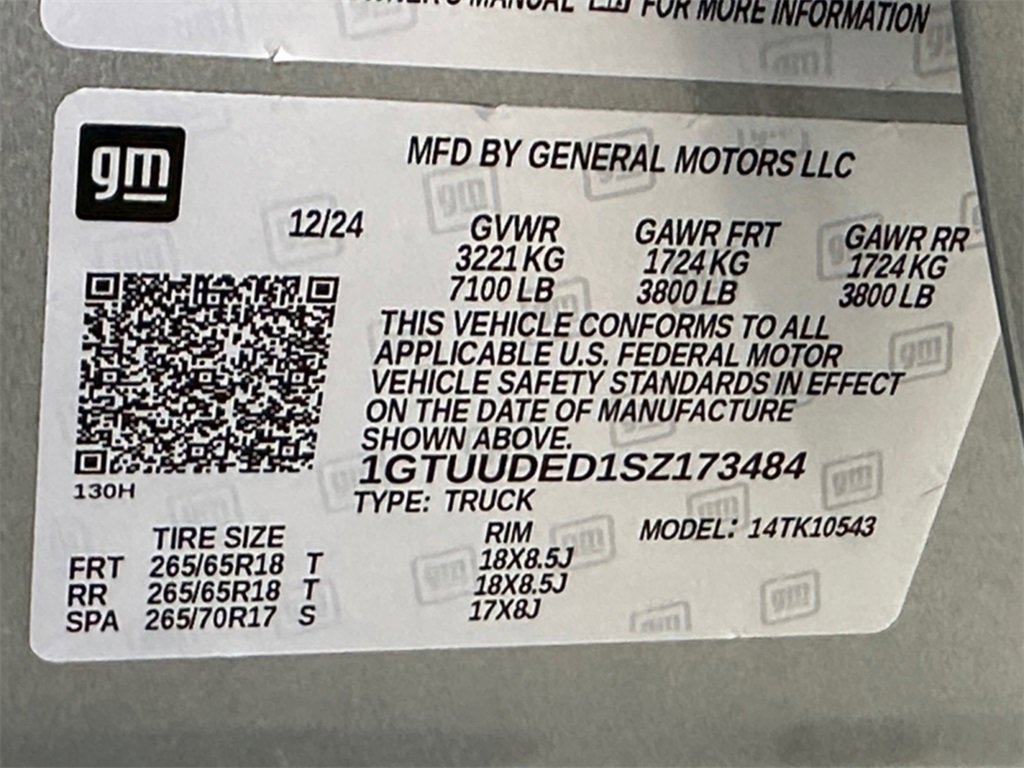 MANUAL FOR MORE INFORMATION
gm
MFD BY GENERAL MOTORS LLC
12/24
GVWR GAWR FRT GAWR RR
3221 KG 1724 KG 1724 KG
7100 LB 3800 LB 3800 LB
THIS VEHICLE CONFORMS TO ALL
APPLICABLE U.S. FEDERAL MOTOR
VEHICLE SAFETY STANDARDS IN EFFECT
ON THE DATE OF MANUFACTURE
SHOWN ABOVE.
1GTUUDED1SZ173484
130H
TYPE: TRUCK
TIRE SIZE RIM MODEL: 14TK10543
FRT 265/65R18 T 18X8.5J
RR 265/65R18 T 18X8.5J
SPA 265/70R17 S 17X8J